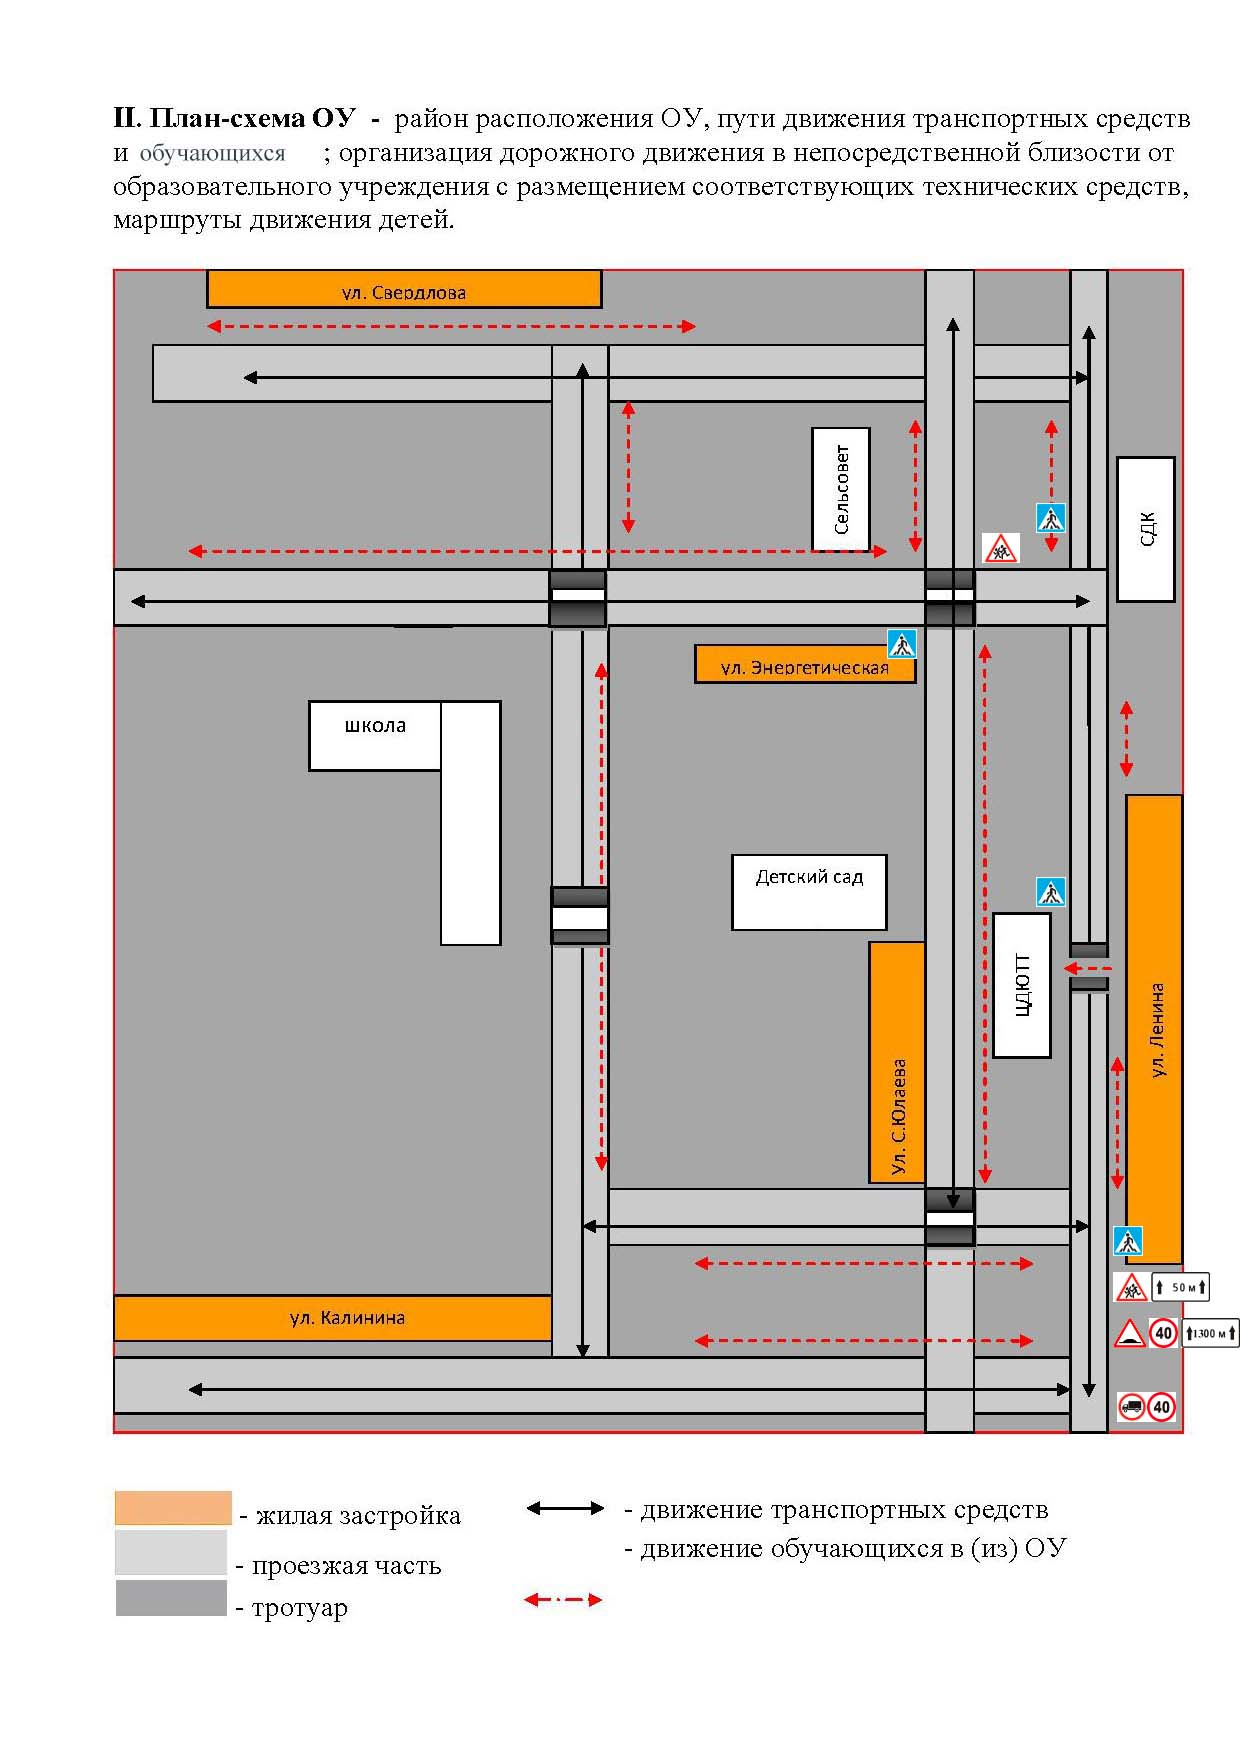 II. План-схема ОУ - район расположения ОУ, пути движения транспортных средств
и обучающихся ; организация дорожного движения в непосредственной близости от
образовательного учреждения с размещением соответствующих технических средств,
маршруты движения детей.
ул. Свердлова
Сельсовет
СДК
ул. Энергетическая
школа
Детский сад
ЦДЮТТ
Ул. С.Юлаева
ул. Ленина
50 м
ул. Калинина
40
1300 м
40
- жилая застройка
- движение транспортных средств
- проезжая часть
- движение обучающихся в (из) ОУ
- тротуар